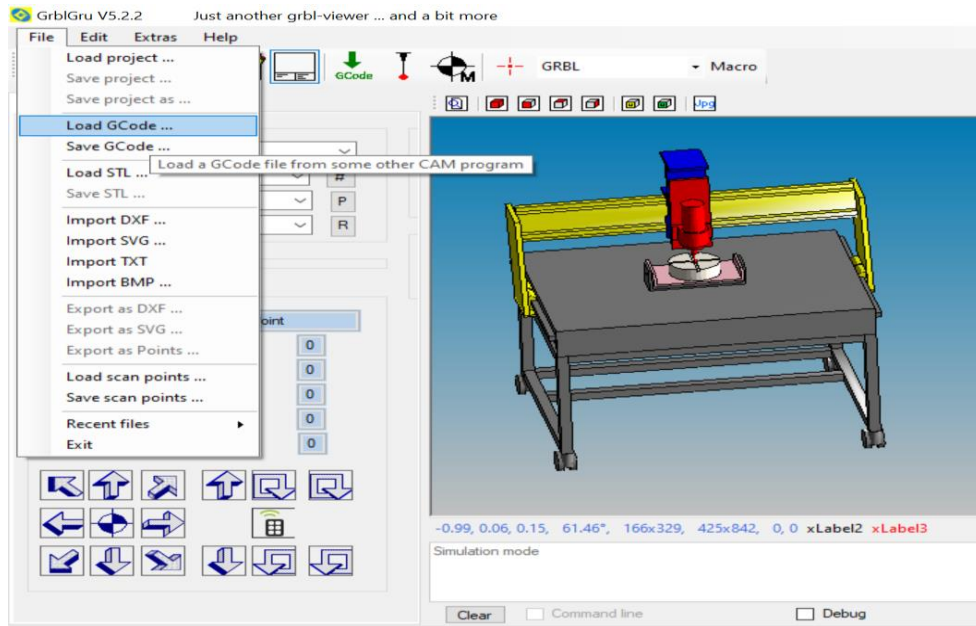 GrblGru V5.2.2 Just another grbl-viewer ... and a bit more
File Edit Extras Help
Load project ...
Save project ...
Save project as ...
Load GCode ...
Save GCode ...
Load a GCode file from some other CAM program
Load STL ...
Save STL ...
Import DXF ...
Import SVG ...
Import TXT
Import BMP ...
Export as DXF ...
Export as SVG ...
Export as Points ...
Load scan points ...
Save scan points ...
Recent files
Exit
GCode
M
GRBL
Macro
Jpg
#
P
R
oint
0
0
0
0
0
-0.99, 0.06, 0.15, 61.46°, 166x329, 425x842, 0, 0 xLabel2 xLabel3
Simulation mode
Clear Command line Debug